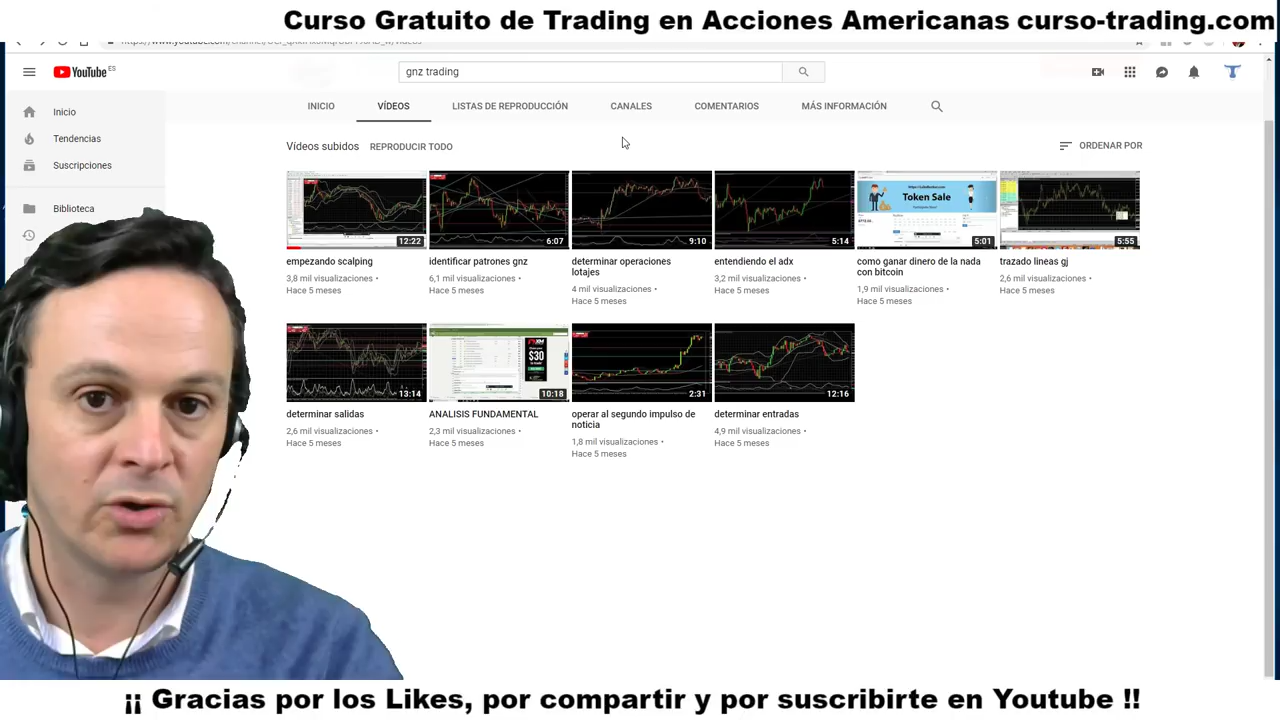 Curso Gratuito de Trading en Acciones Americanas curso-trading.com
YouTube ES
gnz trading
Inicio
Tendencias
Suscripciones
Biblioteca
INICIO
VÍDEOS
LISTAS DE REPRODUCCIÓN
CANALES
COMENTARIOS
MÁS INFORMACIÓN
Vídeos subidos
REPRODUCIR TODO
ORDENAR POR
12:22
6:07
9:10
5:14
Token Sale
5:01
5:55
empezando scalping
3,8 mil visualizaciones •
Hace 5 meses
identificar patrones gnz
6,1 mil visualizaciones •
Hace 5 meses
determinar operaciones
lotajes
4 mil visualizaciones •
Hace 5 meses
entendiendo el adx
3,2 mil visualizaciones •
Hace 5 meses
como ganar dinero de la nada
con bitcoin
1,9 mil visualizaciones •
Hace 5 meses
trazado lineas gj
2,6 mil visualizaciones •
Hace 5 meses
13:14
$30
10:18
2:31
12:16
determinar salidas
2,6 mil visualizaciones •
Hace 5 meses
ANALISIS FUNDAMENTAL
2,3 mil visualizaciones •
Hace 5 meses
operar al segundo impulso de
noticia
1,8 mil visualizaciones •
Hace 5 meses
determinar entradas
4,9 mil visualizaciones •
Hace 5 meses
¡¡ Gracias por los Likes, por compartir y por suscribirte en Youtube !!